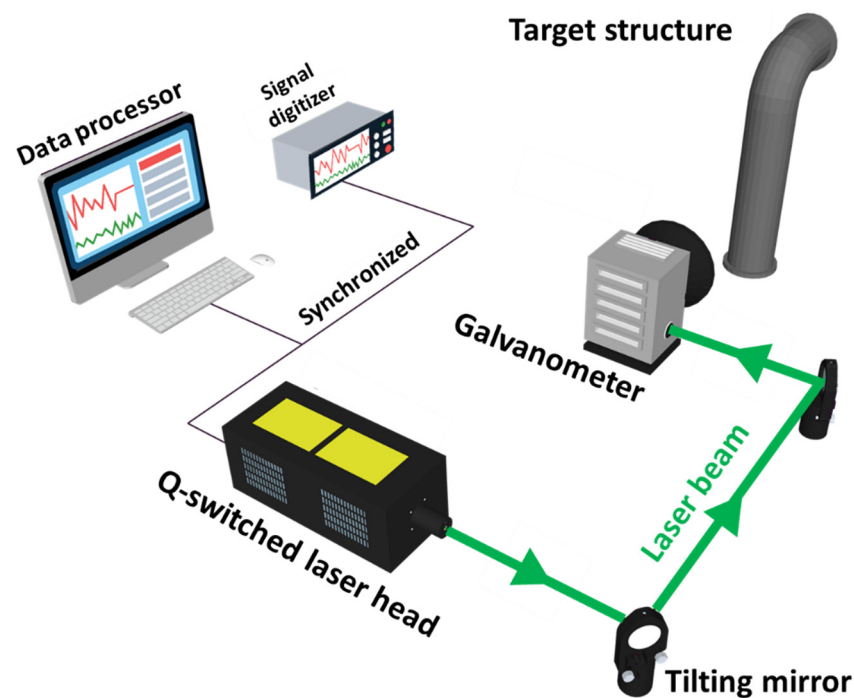 Target structure
Signal
digitizer
Data processor
Synchronized
Galvanometer
Laser beam
Q-switched laser head
Tilting mirror